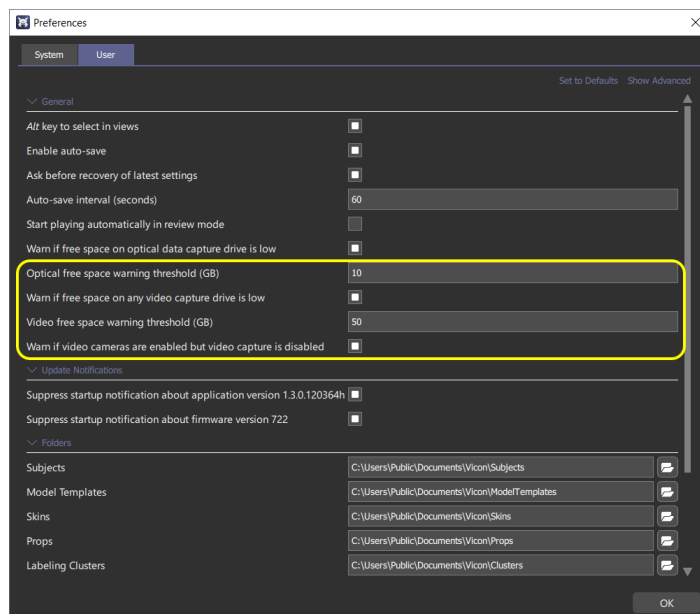 Preferences
System User
Set to Defaults Show Advanced
General
Alt key to select in views
Enable auto-save
Ask before recovery of latest settings
Auto-save interval (seconds) 60
Start playing automatically in review mode
Warn if free space on optical data capture drive is low
Optical free space warning threshold (GB) 10
Warn if free space on any video capture drive is low
Video free space warning threshold (GB) 50
Warn if video cameras are enabled but video capture is disabled
Update Notifications
Suppress startup notification about application version 1.3.0.120364h
Suppress startup notification about firmware version 722
Folders
Subjects C:\Users\Public\Documents\Vicon\Subjects
Model Templates C:\Users\Public\Documents\Vicon\ModelTemplates
Skins C:\Users\Public\Documents\Vicon\Skins
Props C:\Users\Public\Documents\Vicon\Props
Labeling Clusters C:\Users\Public\Documents\Vicon\Clusters
OK